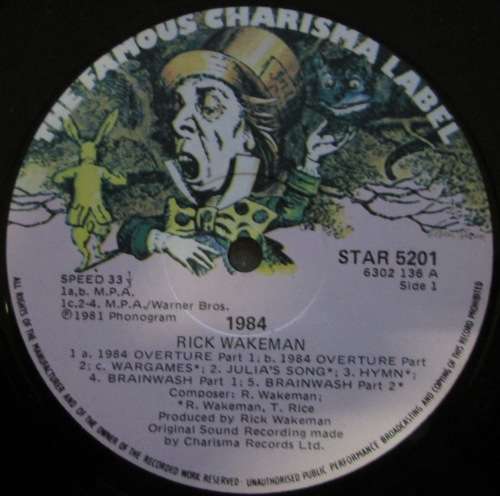 THE FAMOUS CHARISMA LABEL
STAR 5201
6302 136 A
Side 1
SPEED 33 1/3
1a,b. M.P.A.
1c.2-4. M.P.A./Warner Bros.
℗1981 Phonogram
1984
RICK WAKEMAN
1 a. 1984 OVERTURE Part 1; b. 1984 OVERTURE Part
2; c. WARGAMES*; 2. JULIA'S SONG*; 3. HYMN*;
4. BRAINWASH Part 1; 5. BRAINWASH Part 2*
Composer: R. Wakeman;
*R. Wakeman, T. Rice
Produced by Rick Wakeman
Original Sound Recording made
by Charisma Records Ltd.
ALL RIGHTS OF THE MANUFACTURER AND OF THE OWNER OF THE RECORDED WORK RESERVED - UNAUTHORISED PUBLIC PERFORMANCE BROADCASTING AND COPYING OF THIS RECORD PROHIBITED